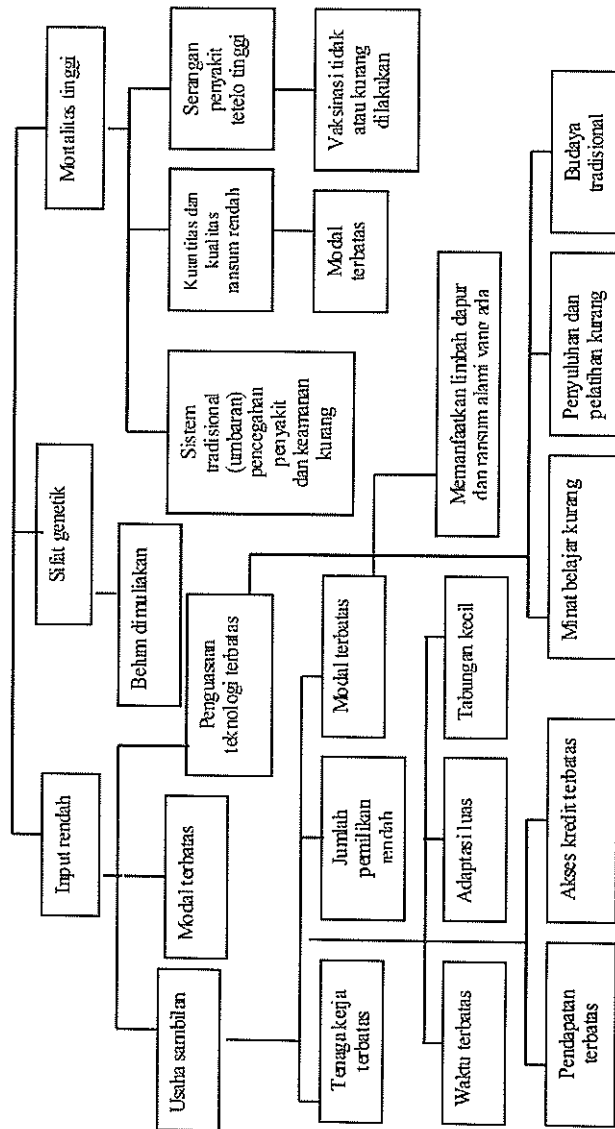 Input rendah
Sifat genetik
Mortalitas tinggi
Usaha sambilan
Modal terbatas
Penguasaan
teknologi terbatas
Belum dimuliakan
Sistem
tradisional
(umbaran)
pencegahan
penyakit
dan keamanan
kurang
Kuantitas dan
kualitas
ransum rendah
Serangan
penyakit
tetelo tinggi
Modal
terbatas
Vaksinasi tidak
atau kurang
dilakukan
Tenaga kerja
terbatas
Jumlah
pemilikan
rendah
Modal terbatas
Memanfaatkan limbah dapur
dan ransum alami yang ada
Waktu terbatas
Adaptasi luas
Tabungan kecil
Pendapatan
terbatas
Akses kredit terbatas
Minat belajar kurang
Penyuluhan dan
pelatihan kurang
Budaya
tradisional